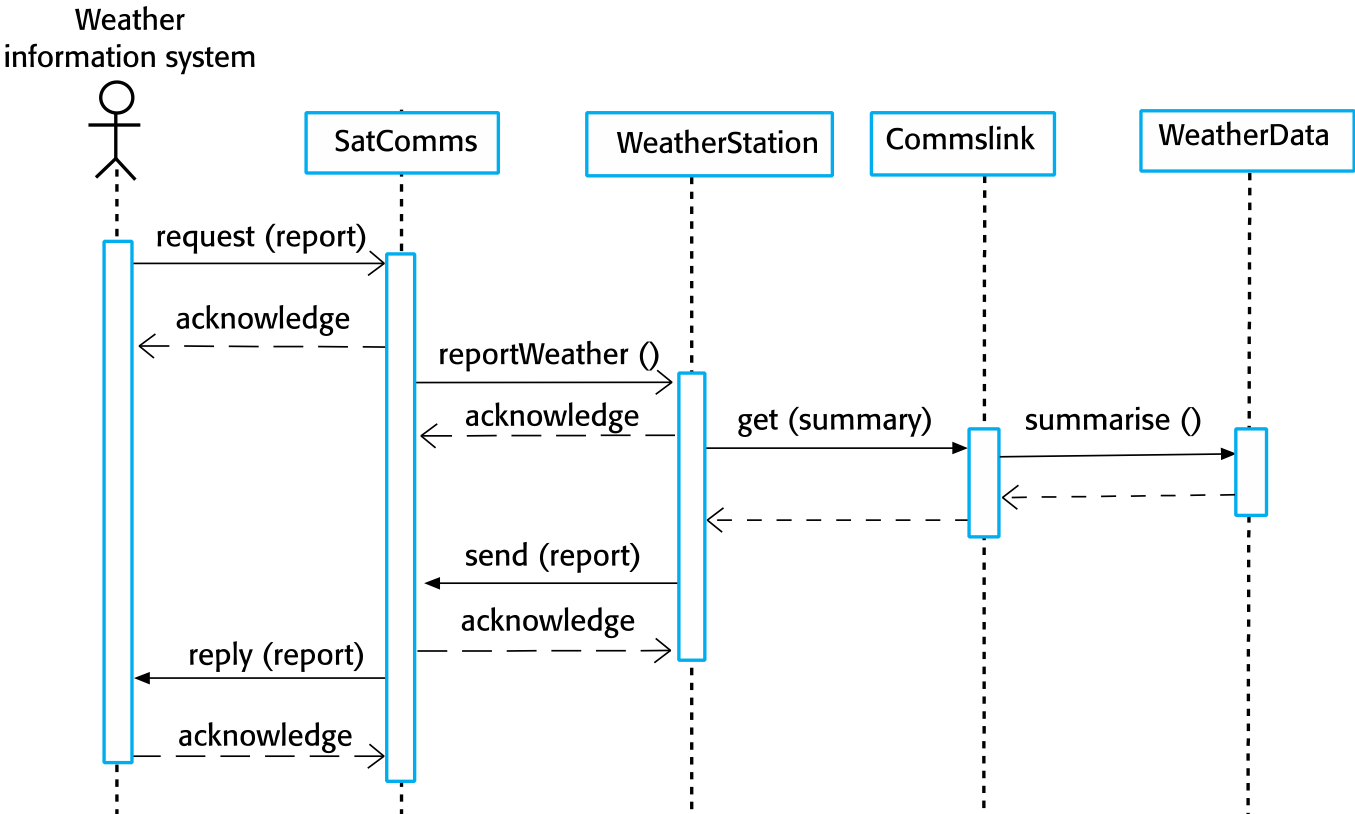 Weather
information system
SatComms
WeatherStation
Commslink
WeatherData
request (report)
acknowledge
reportWeather ()
acknowledge
get (summary)
summarise ()
send (report)
acknowledge
reply (report)
acknowledge